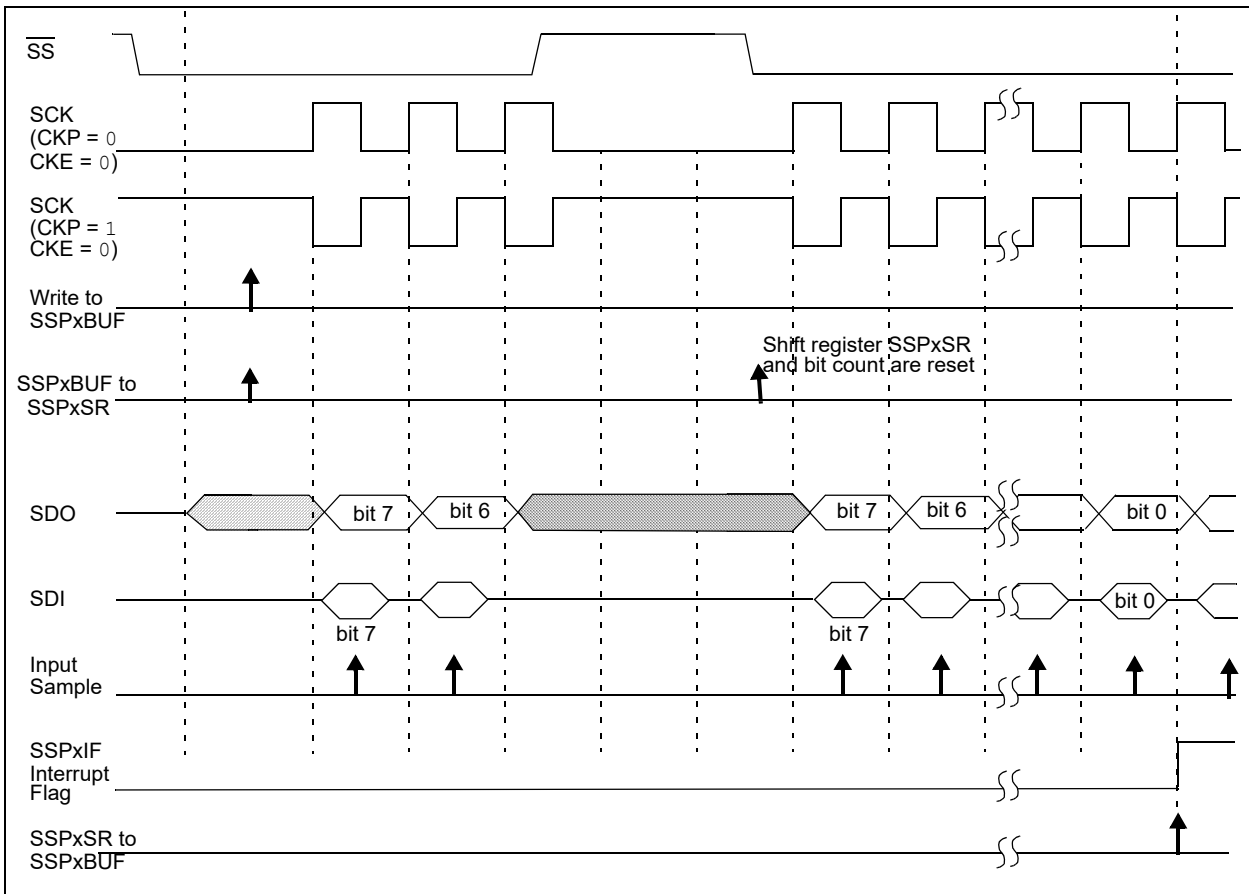 SS
SCK
(CKP = 0
CKE = 0)
SCK
(CKP = 1
CKE = 0)
Write to
SSPxBUF
Shift register SSPxSR
and bit count are reset
SSPxBUF to
SSPxSR
SDO
bit 7
bit 6
bit 7
bit 6
bit 0
SDI
bit 7
bit 7
bit 0
Input
Sample
SSPxIF
Interrupt
Flag
SSPxSR to
SSPxBUF